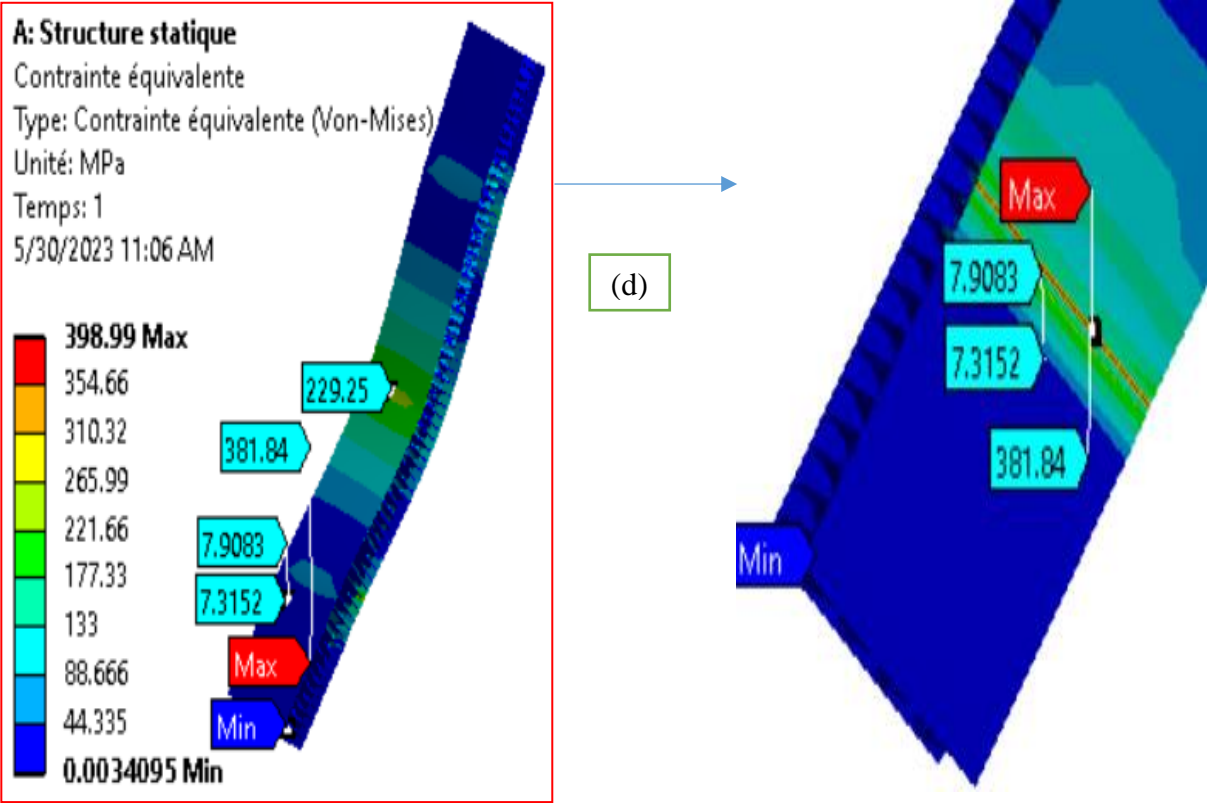 A: Structure statique
Contrainte équivalente
Type: Contrainte équivalente (Von-Mises)
Unité: MPa
Temps: 1
5/30/2023 11:06 AM
398.99 Max
354.66
310.32
265.99
221.66
177.33
133
88.666
44.335
0.0034095 Min
229.25
381.84
7.9083
7.3152
Max
Min
(d)
Max
7.9083
7.3152
381.84
Min